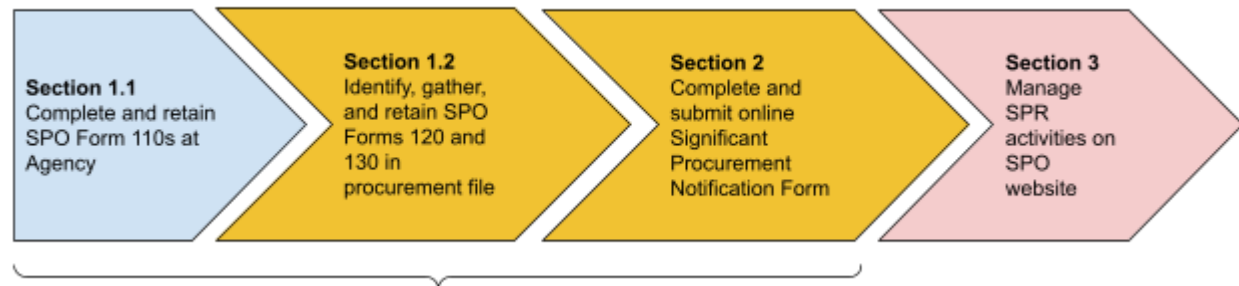 Section 1.1
Complete and retain
SPO Form 110s at
Agency
Section 1.2
Identify, gather,
and retain SPO
Forms 120 and
130 in
procurement file
Section 2
Complete and
submit online
Significant
Procurement
Notification Form
Section 3
Manage
SPR
activities on
SPO
website